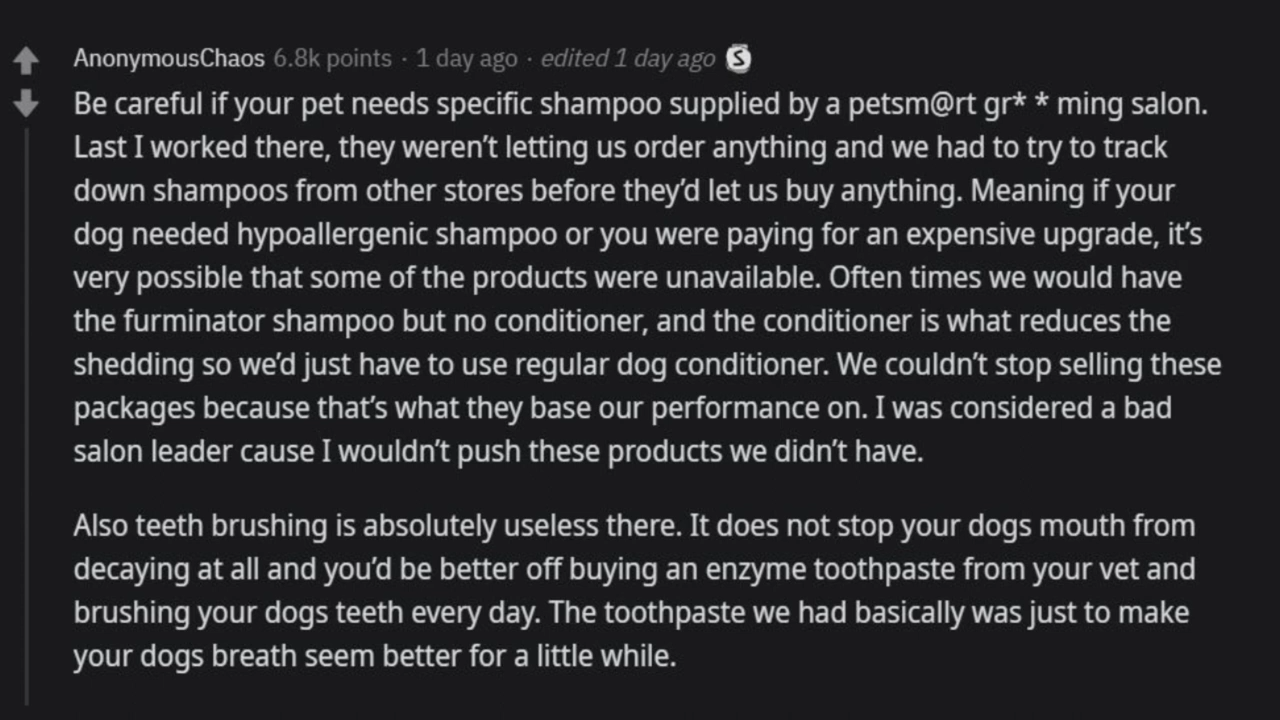 AnonymousChaos 6.8k points · 1 day ago · edited 1 day ago S
Be careful if your pet needs specific shampoo supplied by a petsm@rt gr* * ming salon.
Last I worked there, they weren’t letting us order anything and we had to try to track
down shampoos from other stores before they’d let us buy anything. Meaning if your
dog needed hypoallergenic shampoo or you were paying for an expensive upgrade, it’s
very possible that some of the products were unavailable. Often times we would have
the furminator shampoo but no conditioner, and the conditioner is what reduces the
shedding so we’d just have to use regular dog conditioner. We couldn’t stop selling these
packages because that’s what they base our performance on. I was considered a bad
salon leader cause I wouldn’t push these products we didn’t have.
Also teeth brushing is absolutely useless there. It does not stop your dogs mouth from
decaying at all and you’d be better off buying an enzyme toothpaste from your vet and
brushing your dogs teeth every day. The toothpaste we had basically was just to make
your dogs breath seem better for a little while.